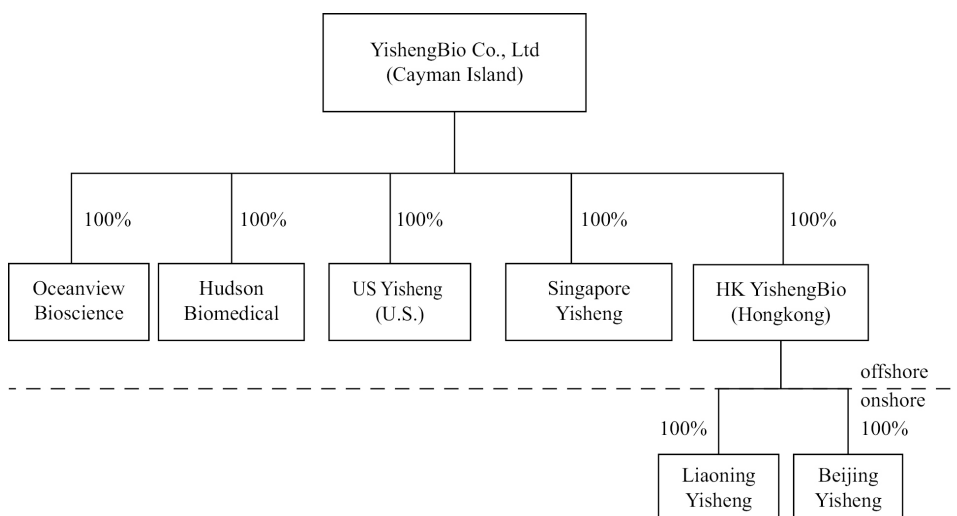 YishengBio Co., Ltd
(Cayman Island)
100%
100%
100%
100%
100%
Oceanview
Bioscience
Hudson
Biomedical
US Yisheng
(U.S.)
Singapore
Yisheng
HK YishengBio
(Hongkong)
offshore
onshore
100%
100%
Liaoning
Yisheng
Beijing
Yisheng